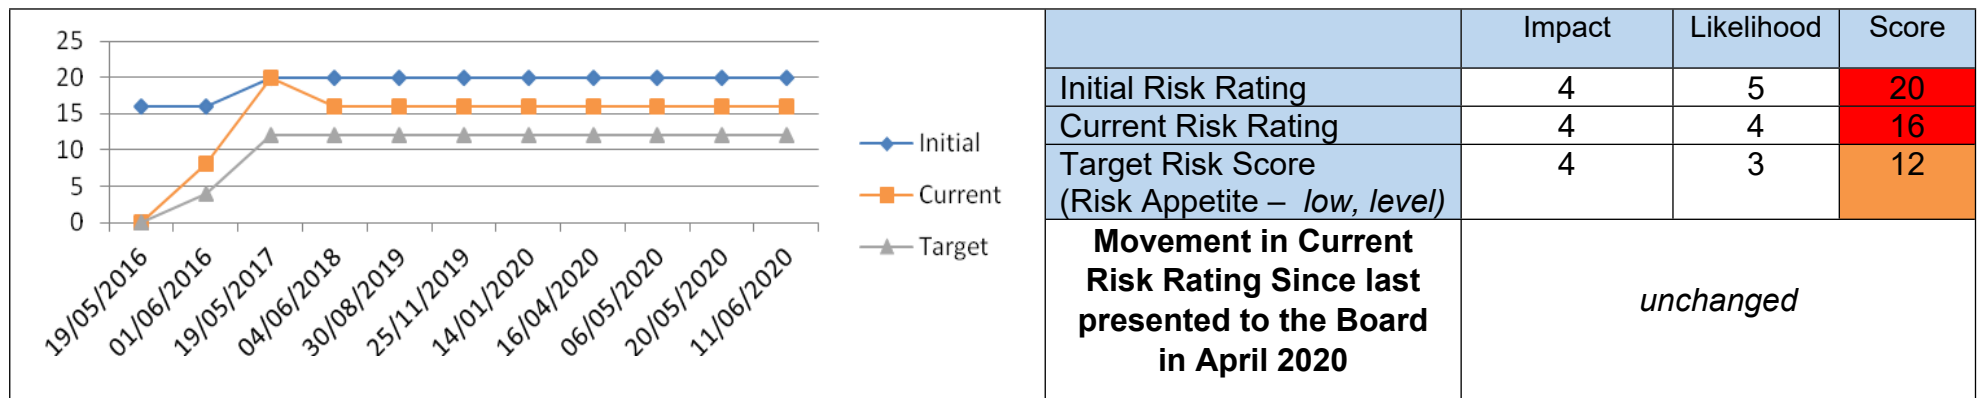 25
20
15
10
5
0
19/05/2016
01/06/2016
19/05/2017
04/06/2018
30/08/2019
25/11/2019
14/01/2020
16/04/2020
06/05/2020
20/05/2020
11/06/2020
Initial
Current
Target
Impact Likelihood Score
Initial Risk Rating 4 5 20
Current Risk Rating 4 4 16
Target Risk Score 4 3 12
(Risk Appetite – low, level)
Movement in Current
Risk Rating Since last
presented to the Board
in April 2020
unchanged